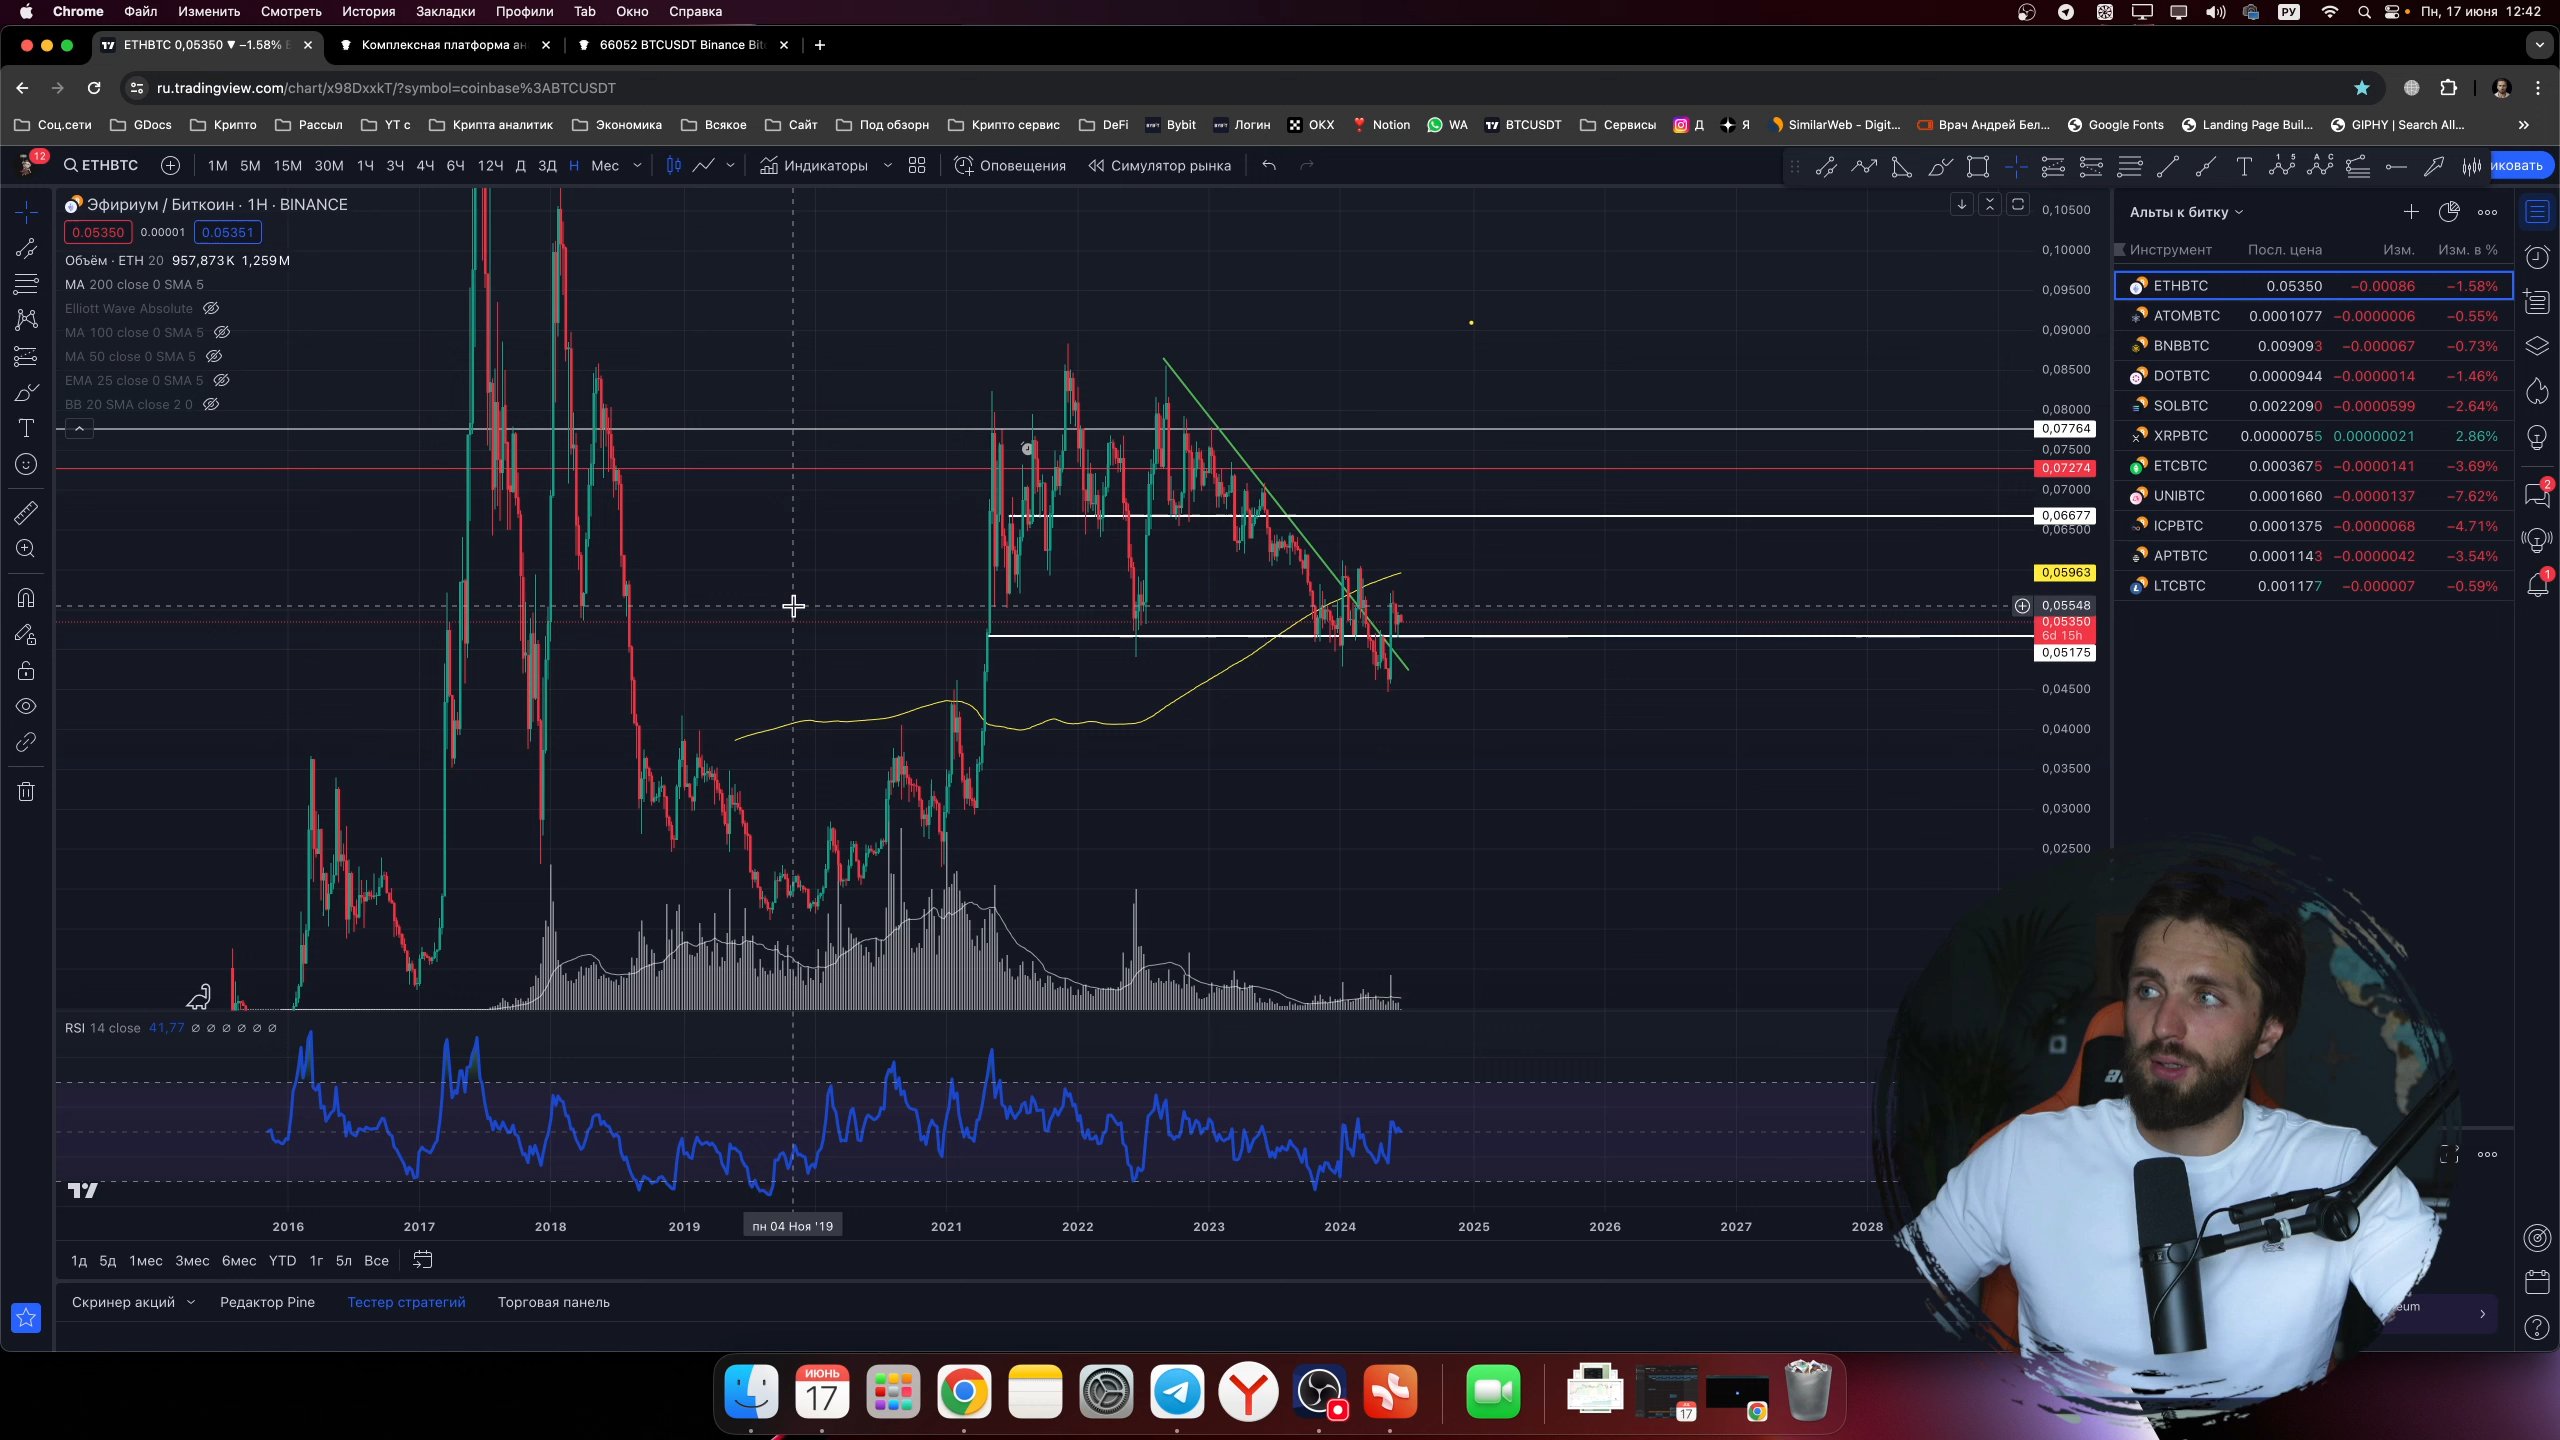 Chrome Файл Изменить Смотреть История Закладки Профили Tab Окно Справка РУ Пн, 17 июня 12:42
ETHBTC 0,05350 ▼ −1.58% Комплексная платформа ан 66052 BTCUSDT Binance Bit
ru.tradingview.com/chart/x98DxxkT/?symbol=coinbase%3ABTCUSDT
Соц.сети GDocs Крипто Рассыл YT с Крипта аналитик Экономика Всякое Сайт Под обзорн Крипто сервис DeFi Bybit Логин OKX Notion WA BTCUSDT Сервисы Д Я SimilarWeb - Digit... Врач Андрей Бел... Google Fonts Landing Page Buil... GIPHY | Search All...
12 ETHBTC 1М 5М 15М 30М 1Ч 3Ч 4Ч 6Ч 12Ч Д 3Д Н Мес Индикаторы Оповещения Симулятор рынка иковать
Эфириум / Биткоин · 1Н · BINANCE
0.05350 0.00001 0.05351
Объём · ETH 20 957,873K 1,259M
MA 200 close 0 SMA 5
Elliott Wave Absolute
MA 100 close 0 SMA 5
MA 50 close 0 SMA 5
EMA 25 close 0 SMA 5
BB 20 SMA close 2 0
0,10500
0,10000
0,09500
0,09000
0,08500
0,08000
0,07764
0,07500
0,07274
0,07000
0,06677
0,06500
0,05963
0,05548
0,05350
6d 15h
0,05175
0,04500
0,04000
0,03500
0,03000
0,02500
Альты к битку
Инструмент Посл. цена Изм. Изм. в %
ETHBTC 0.05350 −0.00086 −1.58%
ATOMBTC 0.0001077 −0.0000006 −0.55%
BNBBTC 0.009093 −0.000067 −0.73%
DOTBTC 0.0000944 −0.0000014 −1.46%
SOLBTC 0.0022090 −0.0000599 −2.64%
XRPBTC 0.00000755 0.00000021 2.86%
ETCBTC 0.0003675 −0.0000141 −3.69%
UNIBTC 0.0001660 −0.0000137 −7.62%
ICPBTC 0.0001375 −0.0000068 −4.71%
APTBTC 0.0001143 −0.0000042 −3.54%
LTCBTC 0.001177 −0.000007 −0.59%
2
1
RSI 14 close 41,77 ∅ ∅ ∅ ∅ ∅ ∅
2016 2017 2018 2019 пн 04 Ноя '19 2021 2022 2023 2024 2025 2026 2027 2028
1д 5д 1мес 3мес 6мес YTD 1г 5л Все
Скринер акций Редактор Pine Тестер стратегий Торговая панель
eum
ИЮНЬ
17
17